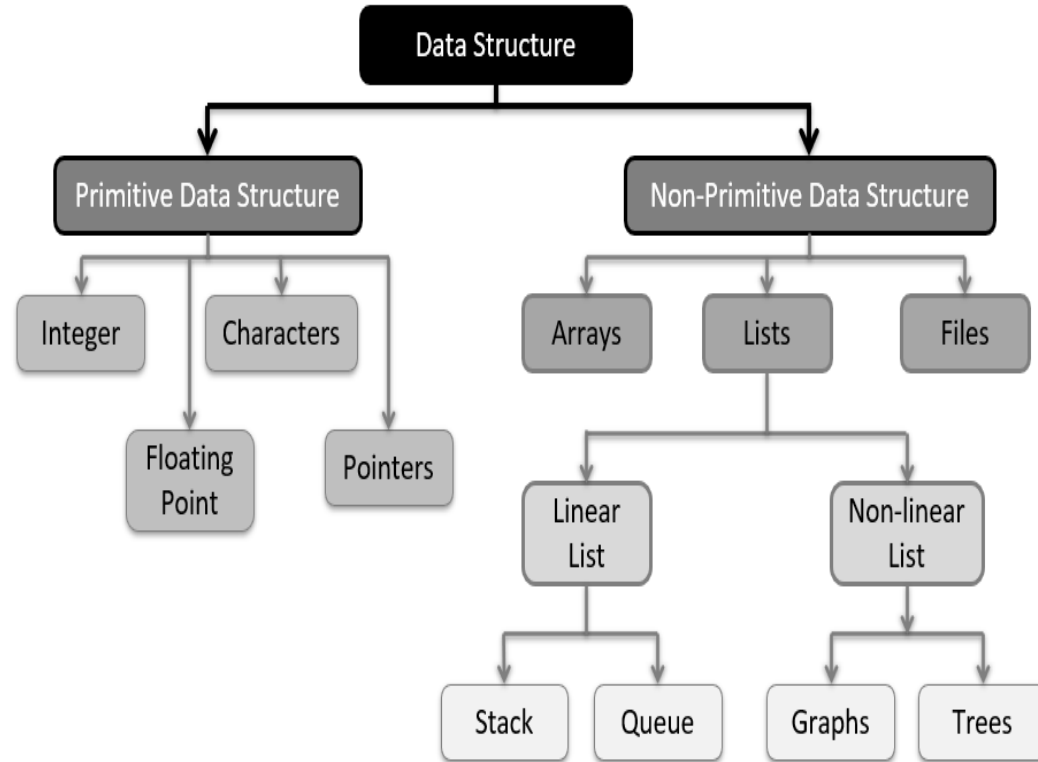 Data Structure
Primitive Data Structure
Non-Primitive Data Structure
Integer
Characters
Arrays
Lists
Files
Floating
Point
Pointers
Linear
List
Non-linear
List
Stack
Queue
Graphs
Trees